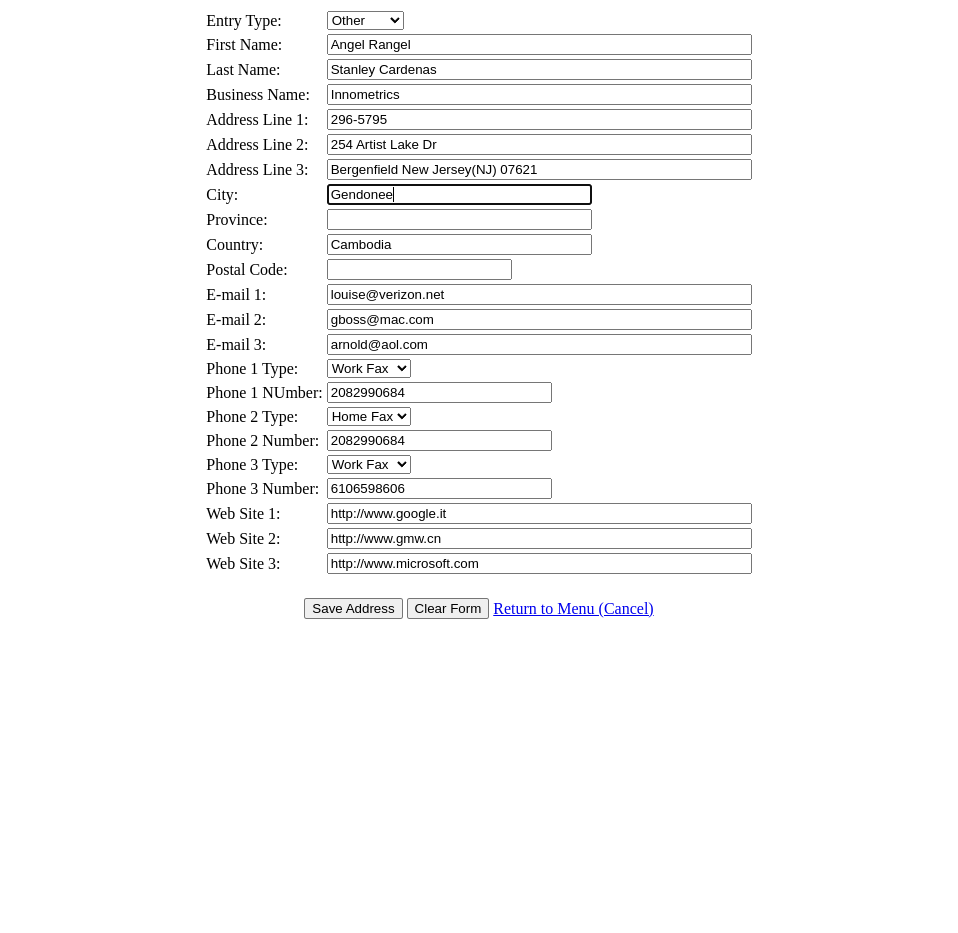 Entry Type: Other
First Name: Angel Rangel
Last Name: Stanley Cardenas
Business Name: Innometrics
Address Line 1: 296-5795
Address Line 2: 254 Artist Lake Dr
Address Line 3: Bergenfield New Jersey(NJ) 07621
City: Gendonee
Province:
Country: Cambodia
Postal Code:
E-mail 1: louise@verizon.net
E-mail 2: gboss@mac.com
E-mail 3: arnold@aol.com
Phone 1 Type: Work Fax
Phone 1 NUmber: 2082990684
Phone 2 Type: Home Fax
Phone 2 Number: 2082990684
Phone 3 Type: Work Fax
Phone 3 Number: 6106598606
Web Site 1: http://www.google.it
Web Site 2: http://www.gmw.cn
Web Site 3: http://www.microsoft.com
Save Address Clear Form Return to Menu (Cancel)